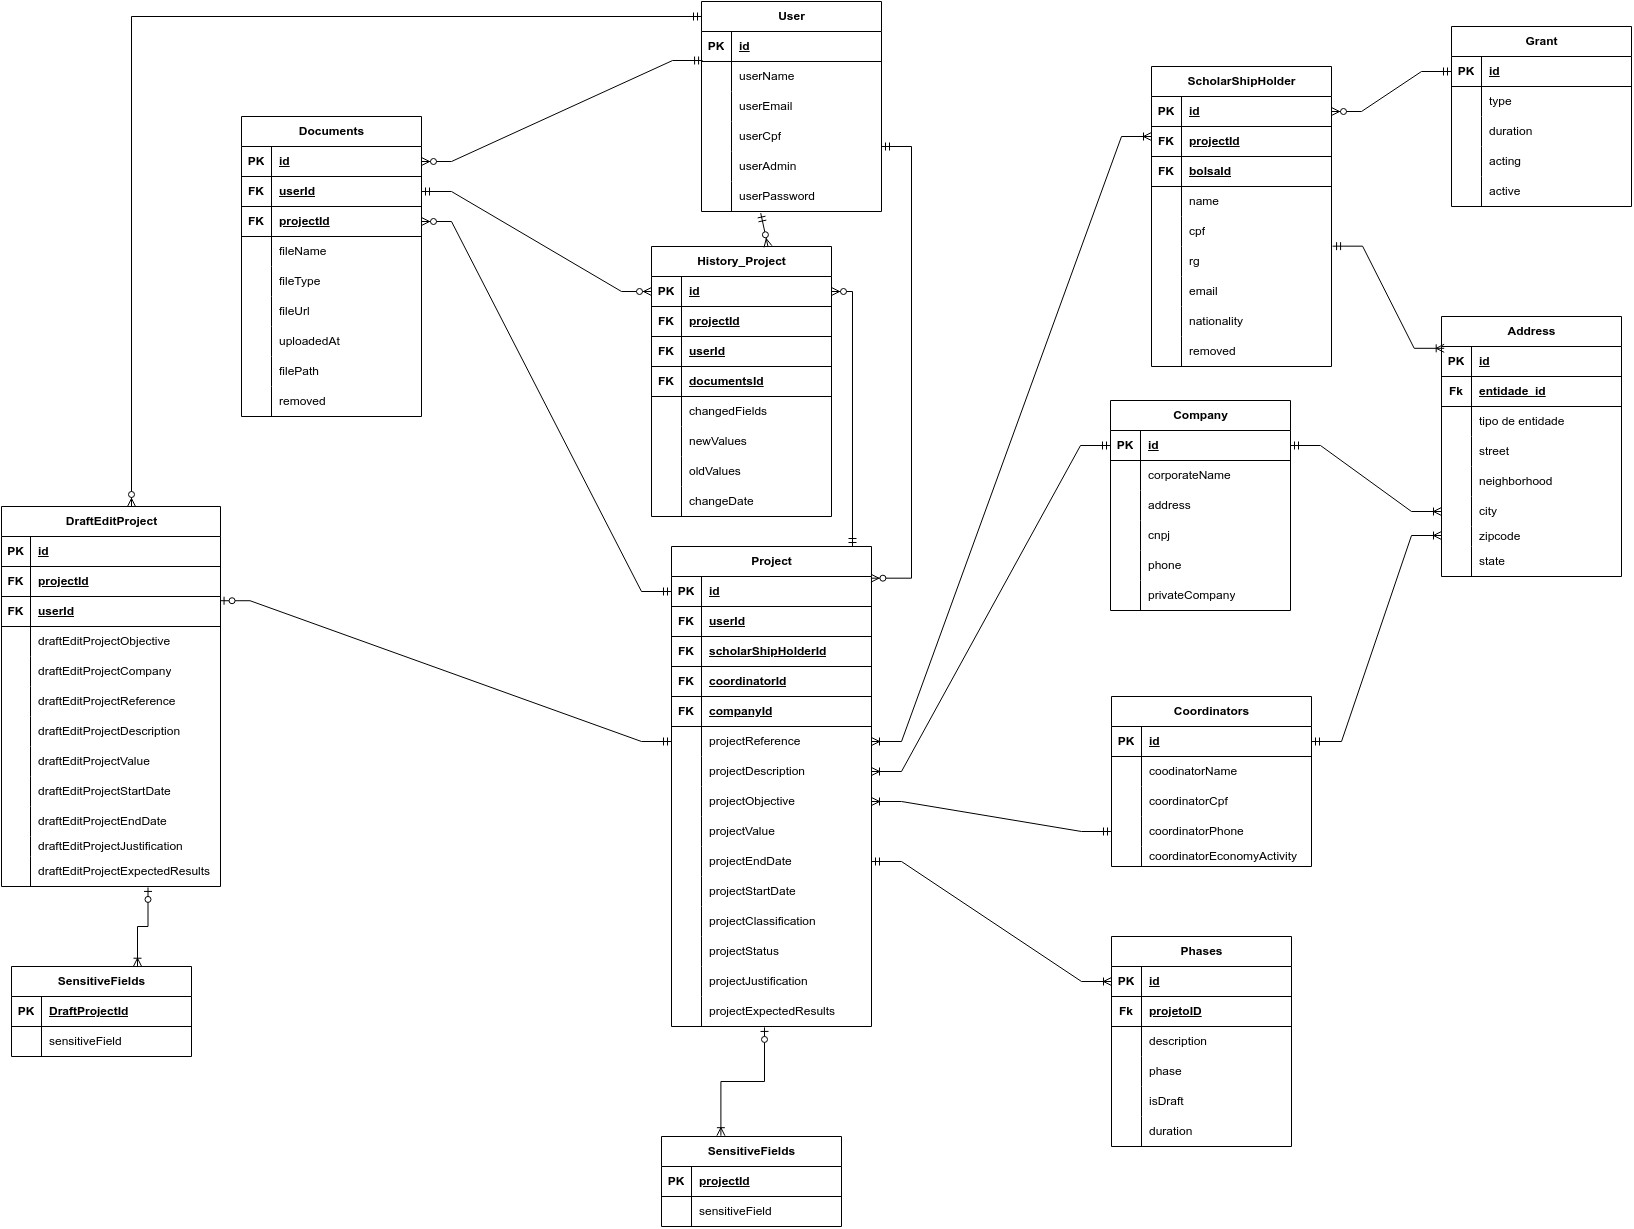 User
PK id
userName
userEmail
userCpf
userAdmin
userPassword
Grant
PK id
type
duration
acting
active
ScholarShipHolder
PK id
FK projectId
FK bolsaId
name
cpf
rg
email
nationality
removed
Documents
PK id
FK userId
FK projectId
fileName
fileType
fileUrl
uploadedAt
filePath
removed
History_Project
PK id
FK projectId
FK userId
FK documentsId
changedFields
newValues
oldValues
changeDate
Address
PK id
Fk entidade_id
tipo de entidade
street
neighborhood
city
zipcode
state
Company
PK id
corporateName
address
cnpj
phone
privateCompany
DraftEditProject
PK id
FK projectId
FK userId
draftEditProjectObjective
draftEditProjectCompany
draftEditProjectReference
draftEditProjectDescription
draftEditProjectValue
draftEditProjectStartDate
draftEditProjectEndDate
draftEditProjectJustification
draftEditProjectExpectedResults
Project
PK id
FK userId
FK scholarShipHolderId
FK coordinatorId
FK companyId
projectReference
projectDescription
projectObjective
projectValue
projectEndDate
projectStartDate
projectClassification
projectStatus
projectJustification
projectExpectedResults
Coordinators
PK id
coodinatorName
coordinatorCpf
coordinatorPhone
coordinatorEconomyActivity
Phases
PK id
Fk projetoID
description
phase
isDraft
duration
SensitiveFields
PK DraftProjectId
sensitiveField
SensitiveFields
PK projectId
sensitiveField